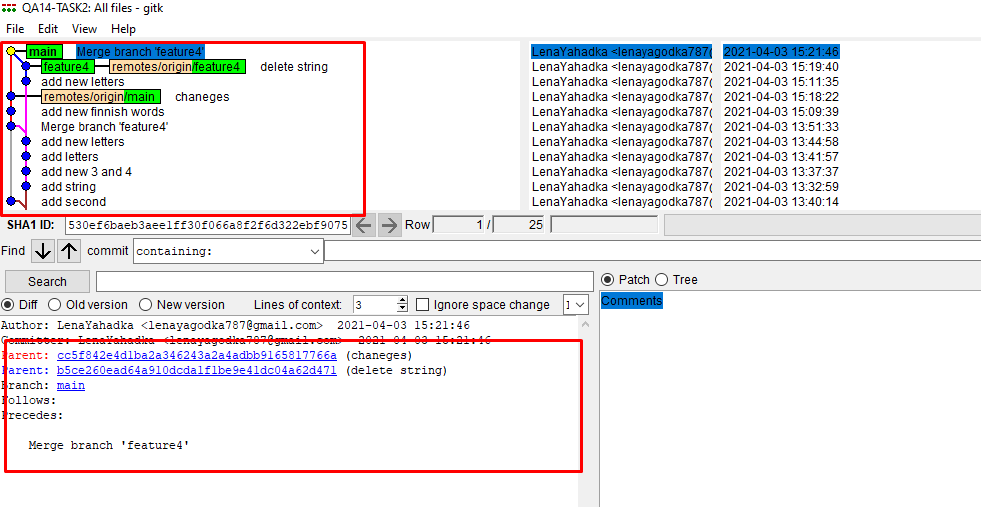 QA14-TASK2: All files - gitk
File Edit View Help
main Merge branch 'feature4' LenaYahadka <lenayagodka787( 2021-04-03 15:21:46
feature4 remotes/origin/feature4 delete string LenaYahadka <lenayagodka787( 2021-04-03 15:19:40
add new letters LenaYahadka <lenayagodka787( 2021-04-03 15:11:35
remotes/origin/main chaneges LenaYahadka <lenayagodka787( 2021-04-03 15:18:22
add new finnish words LenaYahadka <lenayagodka787( 2021-04-03 15:09:39
Merge branch 'feature4' LenaYahadka <lenayagodka787( 2021-04-03 13:51:33
add new letters LenaYahadka <lenayagodka787( 2021-04-03 13:44:58
add letters LenaYahadka <lenayagodka787( 2021-04-03 13:41:57
add new 3 and 4 LenaYahadka <lenayagodka787( 2021-04-03 13:37:37
add string LenaYahadka <lenayagodka787( 2021-04-03 13:32:59
add second LenaYahadka <lenayagodka787( 2021-04-03 13:40:14
SHA1 ID: 530ef6baeb3aee1ff30f066a8f2f6d322ebf9075 Row 1 / 25
Find commit containing:
Search Patch Tree
Diff Old version New version Lines of context: 3 Ignore space change
Comments
Author: LenaYahadka <lenayagodka787@gmail.com> 2021-04-03 15:21:46
Committer: LenaYahadka <lenayagodka787@gmail.com> 2021-04-03 15:21:46
Parent: cc5f842e4d1ba2a346243a2a4adbb9165817766a (chaneges)
Parent: b5ce260ead64a910dcda1f1be9e41dc04a62d471 (delete string)
Branch: main
Follows:
Precedes:
Merge branch 'feature4'